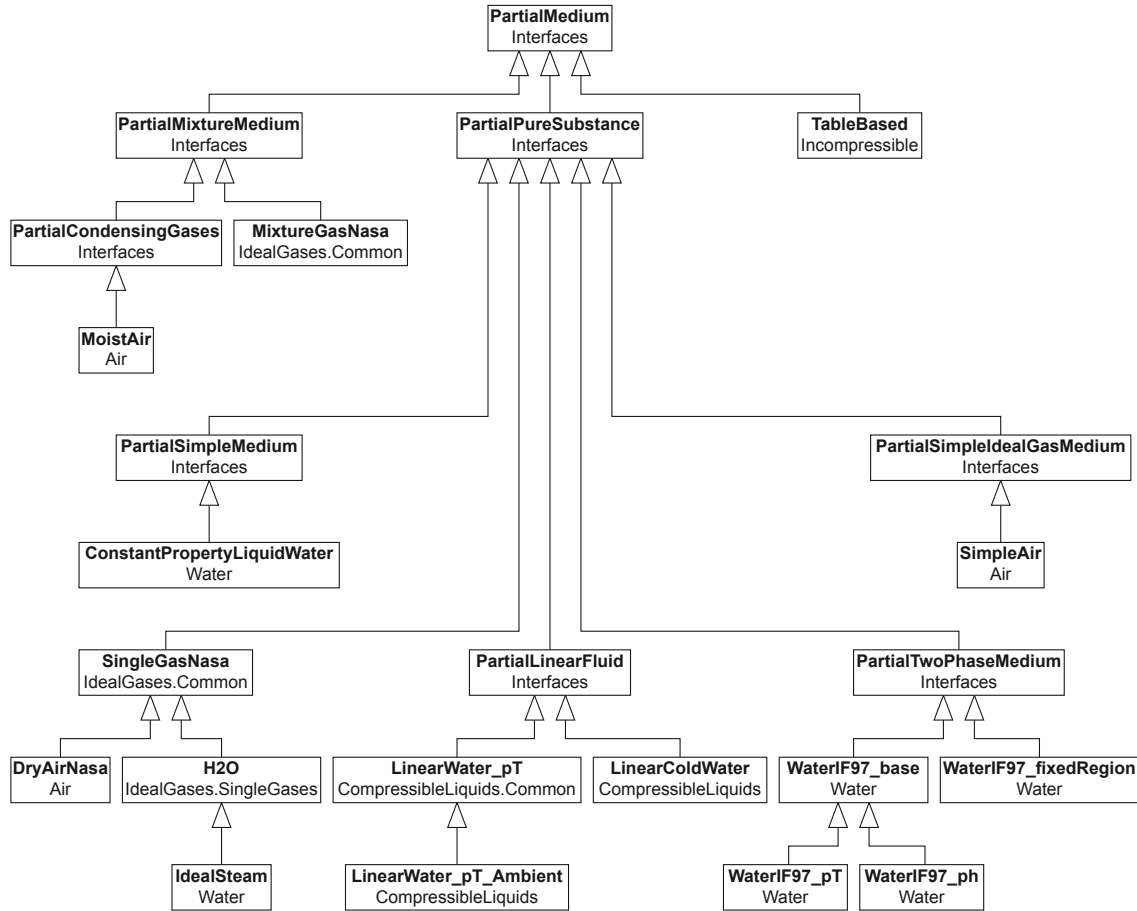 PartialMedium
Interfaces
PartialMixtureMedium
Interfaces
PartialPureSubstance
Interfaces
TableBased
Incompressible
PartialCondensingGases
Interfaces
MixtureGasNasa
IdealGases.Common
MoistAir
Air
PartialSimpleMedium
Interfaces
PartialSimpleIdealGasMedium
Interfaces
ConstantPropertyLiquidWater
Water
SimpleAir
Air
SingleGasNasa
IdealGases.Common
PartialLinearFluid
Interfaces
PartialTwoPhaseMedium
Interfaces
DryAirNasa
Air
H2O
IdealGases.SingleGases
LinearWater_pT
CompressibleLiquids.Common
LinearColdWater
CompressibleLiquids
WaterIF97_base
Water
WaterIF97_fixedRegion
Water
IdealSteam
Water
LinearWater_pT_Ambient
CompressibleLiquids
WaterIF97_pT
Water
WaterIF97_ph
Water